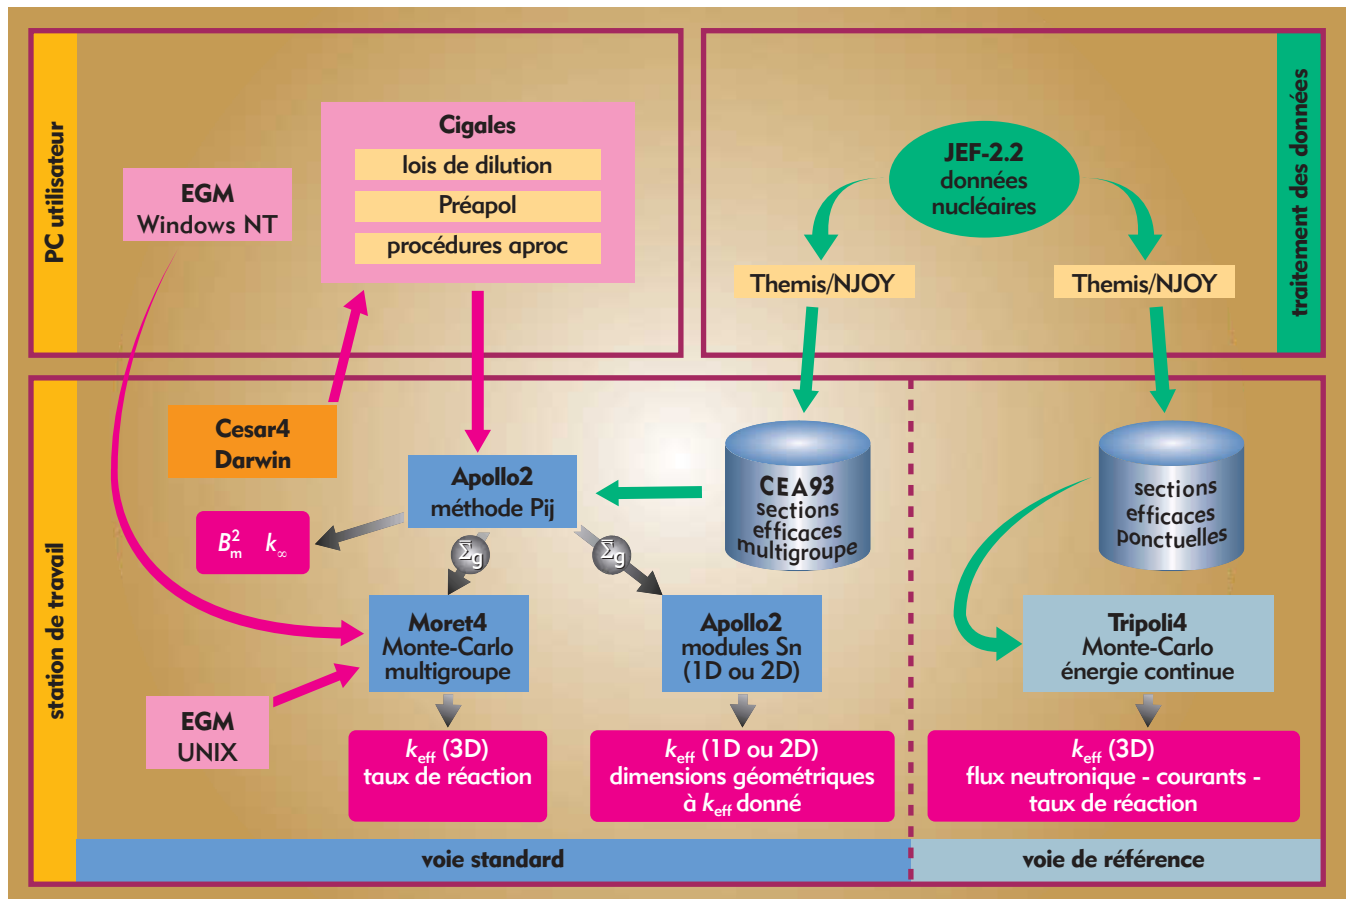 PC utilisateur
EGM
Windows NT
Cigales
lois de dilution
Préapol
procédures aproc
JEF-2.2
données
nucléaires
Themis/NJOY
Themis/NJOY
traitement des données
station de travail
Cesar4
Darwin
Apollo2
méthode Pij
CEA93
sections
efficaces
multigroupe
sections
efficaces
ponctuelles
B²m k∞
Σ̿g
Σ̿g
Moret4
Monte-Carlo
multigroupe
Apollo2
modules Sn
(1D ou 2D)
Tripoli4
Monte-Carlo
énergie continue
EGM
UNIX
keff (3D)
taux de réaction
keff (1D ou 2D)
dimensions géométriques
à keff donné
keff (3D)
flux neutronique - courants -
taux de réaction
voie standard
voie de référence